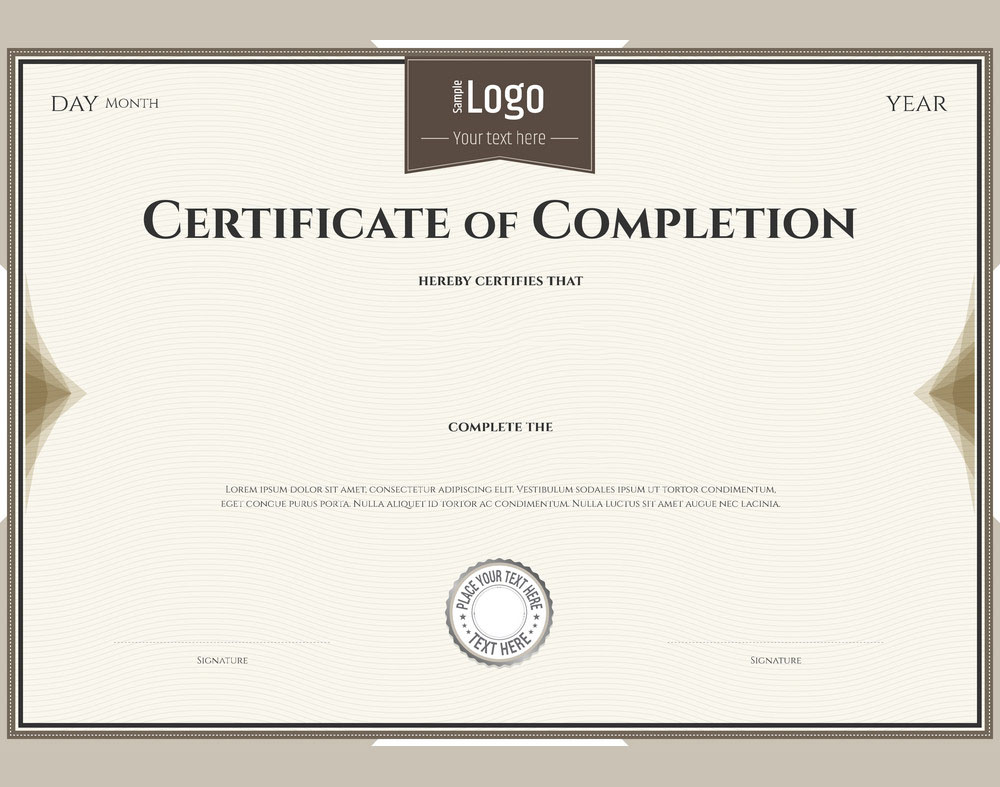 DAY MONTH
YEAR
Sample Logo
Your text here
CERTIFICATE OF COMPLETION
HEREBY CERTIFIES THAT
COMPLETE THE
LOREM IPSUM DOLOR SIT AMET, CONSECTETUR ADIPISCING ELIT. VESTIBULUM SODALES IPSUM UT TORTOR CONDIMENTUM,
EGET CONGUE PURUS PORTA. NULLA ALIQUET ID TORTOR AC CONDIMENTUM. NULLA LUCTUS SIT AMET AUGUE NEC LACINIA.
PLACE YOUR TEXT HERE
TEXT HERE
SIGNATURE
SIGNATURE